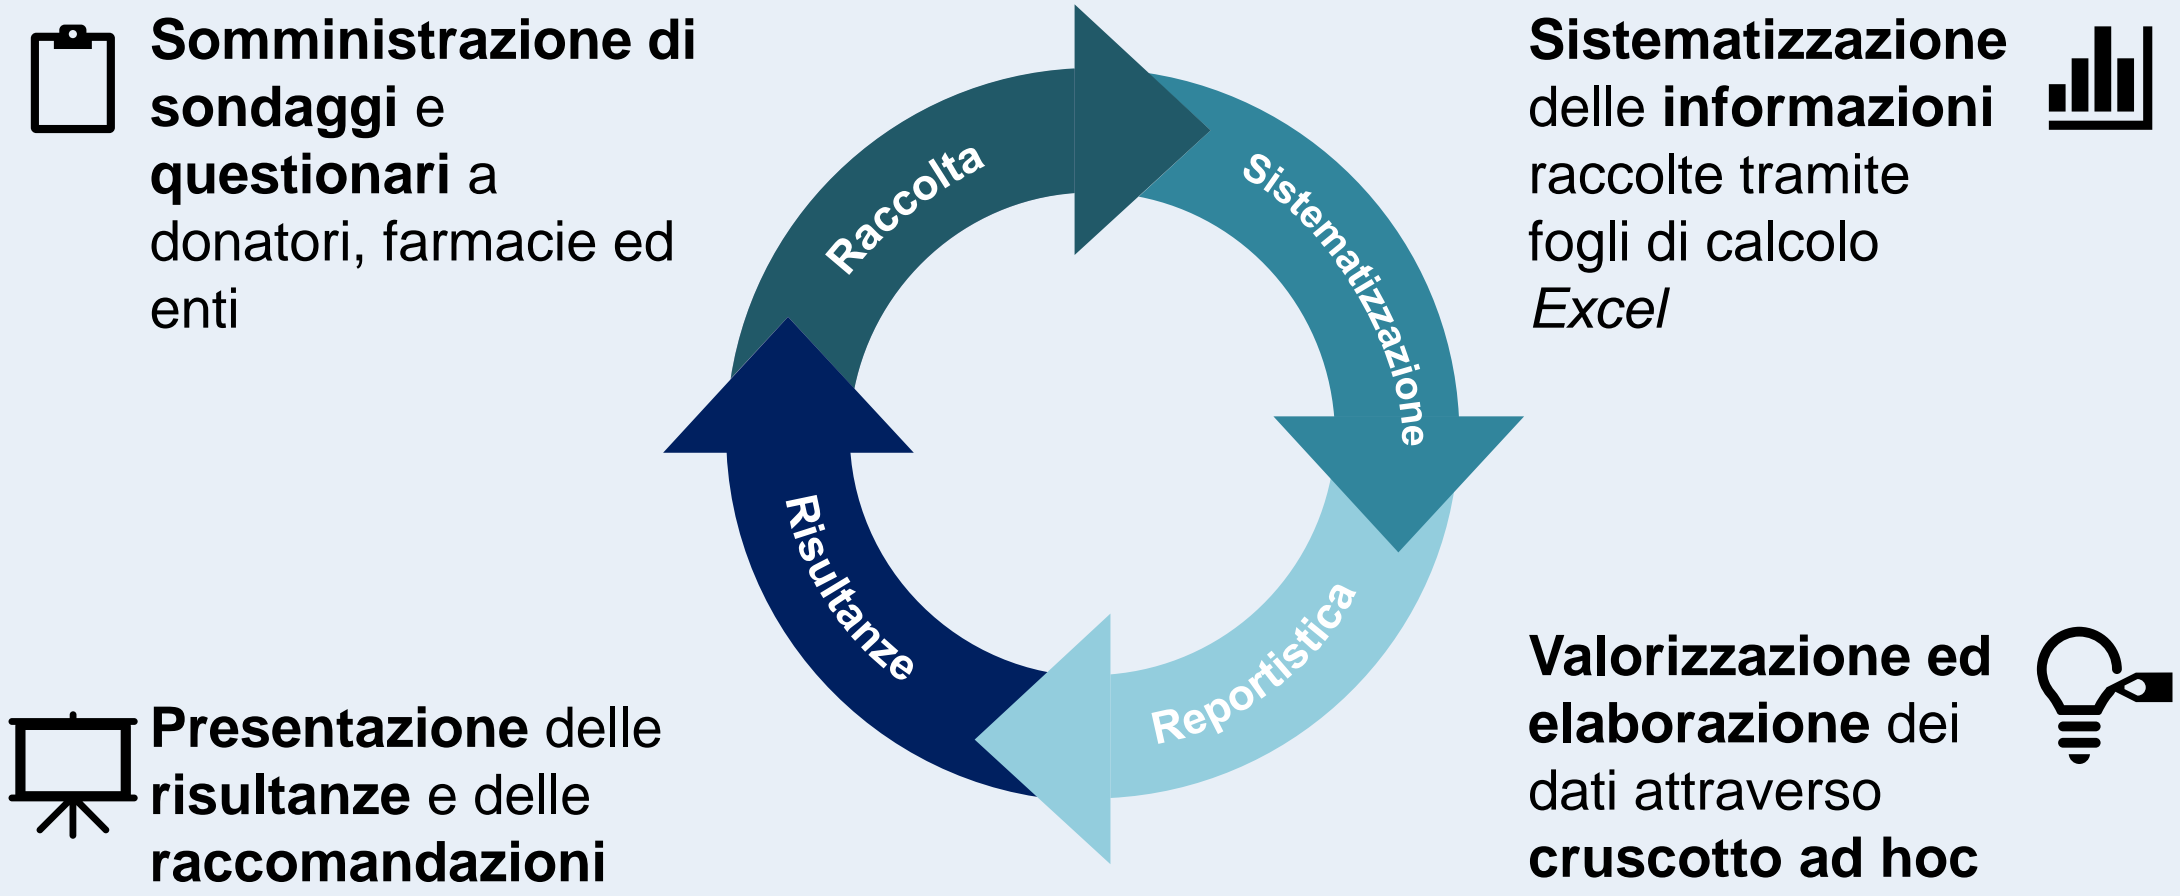 Somministrazione di
sondaggi e
questionari a
donatori, farmacie ed
enti
Raccolta
Sistematizzazione
Sistematizzazione
delle informazioni
raccolte tramite
fogli di calcolo
Excel
Risultanze
Reportistica
Presentazione delle
risultanze e delle
raccomandazioni
Valorizzazione ed
elaborazione dei
dati attraverso
cruscotto ad hoc